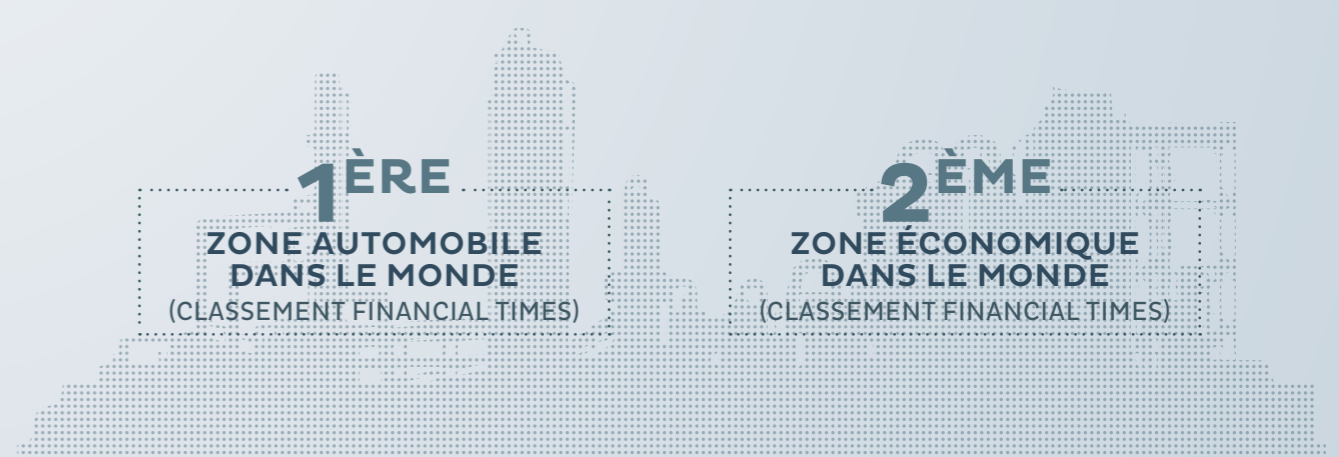 1ÈRE
ZONE AUTOMOBILE
DANS LE MONDE
(CLASSEMENT FINANCIAL TIMES)
2ÈME
ZONE ÉCONOMIQUE
DANS LE MONDE
(CLASSEMENT FINANCIAL TIMES)